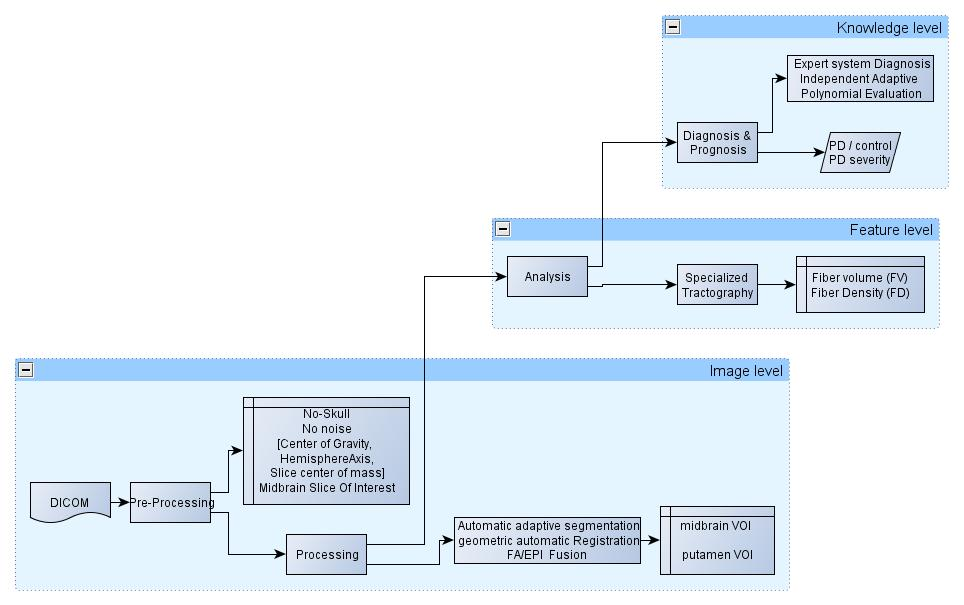 Knowledge level
Expert system Diagnosis
Independent Adaptive
Polynomial Evaluation
Diagnosis &
Prognosis
PD / control
PD severity
Feature level
Analysis
Specialized
Tractography
Fiber volume (FV)
Fiber Density (FD)
Image level
No-Skull
No noise
[Center of Gravity,
HemisphereAxis,
Slice center of mass]
Midbrain Slice Of Interest
DICOM
Pre-Processing
Processing
Automatic adaptive segmentation
geometric automatic Registration
FA/EPI Fusion
midbrain VOI
putamen VOI